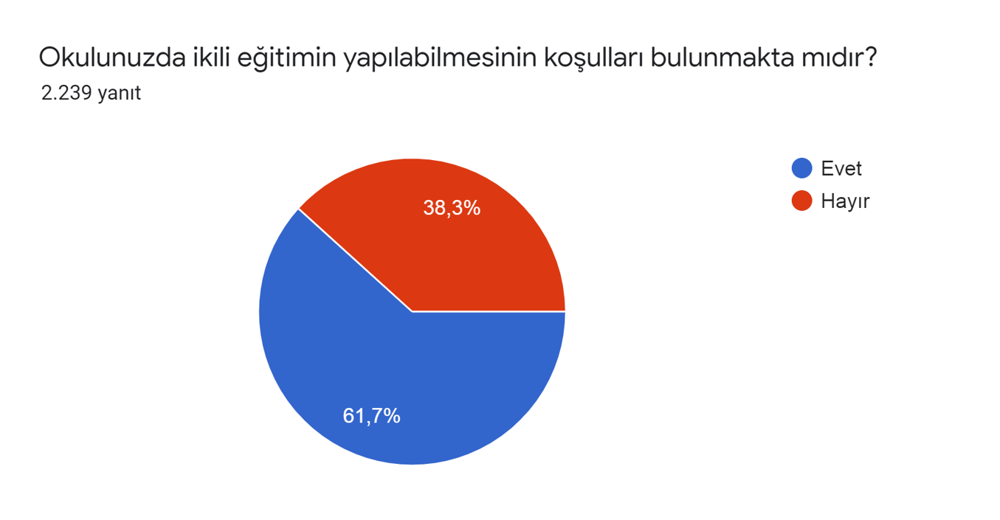 Okulunuzda ikili eğitimin yapılabilmesinin koşulları bulunmakta mıdır?
2.239 yanıt
Evet
Hayır
38,3%
61,7%